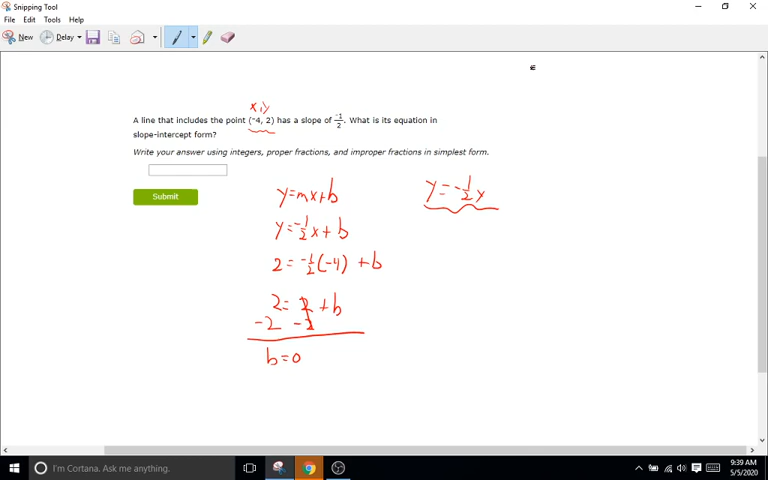 Snipping Tool
File Edit Tools Help
New Delay
x,y
A line that includes the point (-4, 2) has a slope of -1/2. What is its equation in
slope-intercept form?
Write your answer using integers, proper fractions, and improper fractions in simplest form.
Submit
y=mx+b
y=-1/2x
y=-1/2x+b
2=-1/2(-4)+b
2=2+b
-2 -2
b=0
I'm Cortana. Ask me anything.
9:39 AM
5/5/2020